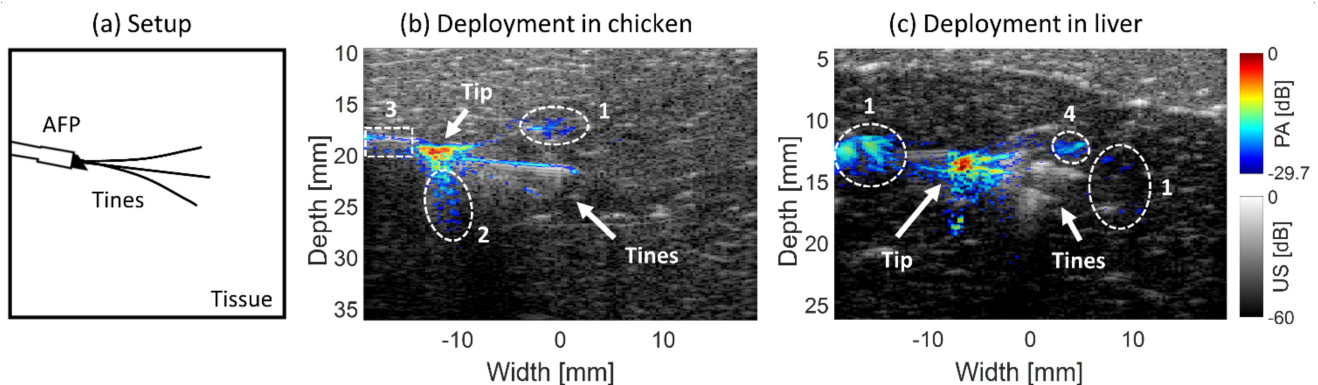 (a) Setup
AFP
Tines
Tissue
(b) Deployment in chicken
10
15
20
25
30
35
Depth [mm]
-10
0
10
Width [mm]
3
Tip
1
2
Tines
(c) Deployment in liver
5
10
15
20
25
Depth [mm]
-10
0
10
Width [mm]
1
4
1
Tip
Tines
0
-29.7
PA [dB]
0
-60
US [dB]